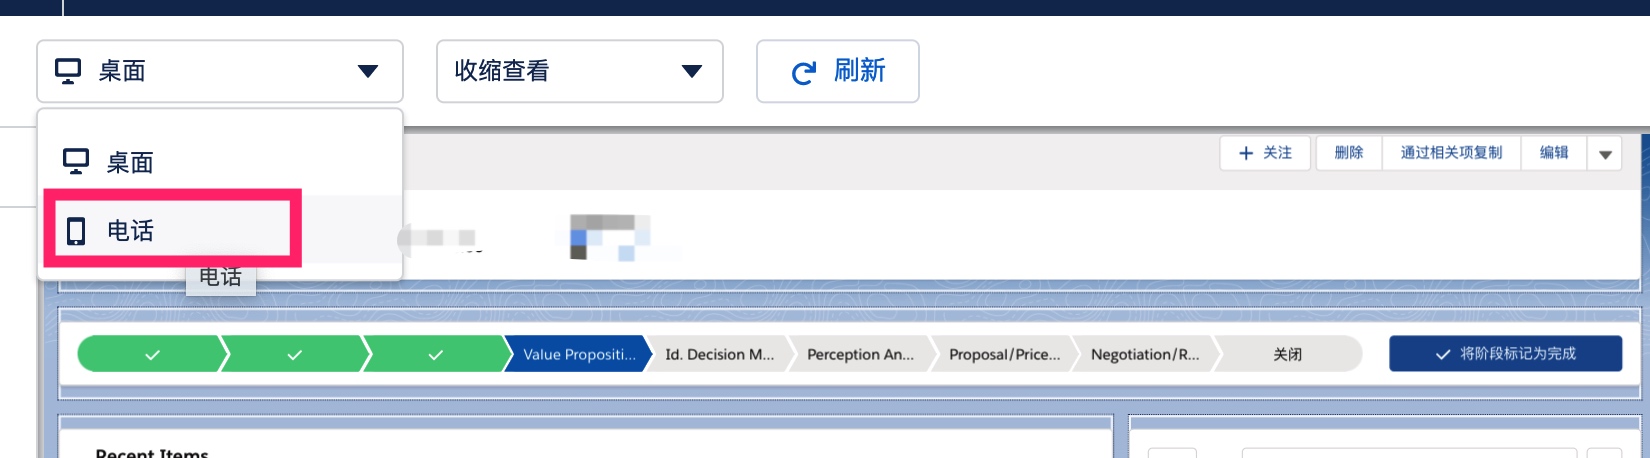 桌面
收缩查看
刷新
桌面
电话
电话
关注
删除
通过相关项复制
编辑
Value Propositi...
Id. Decision M...
Perception An...
Proposal/Price...
Negotiation/R...
关闭
将阶段标记为完成
Recent Items